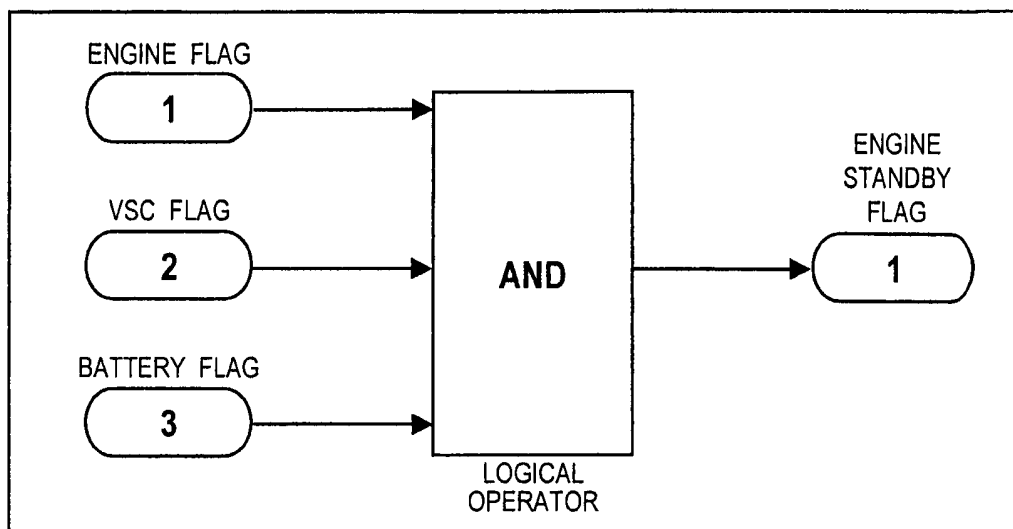 ENGINE FLAG
1
VSC FLAG
2
BATTERY FLAG
3
AND
LOGICAL
OPERATOR
ENGINE
STANDBY
FLAG
1